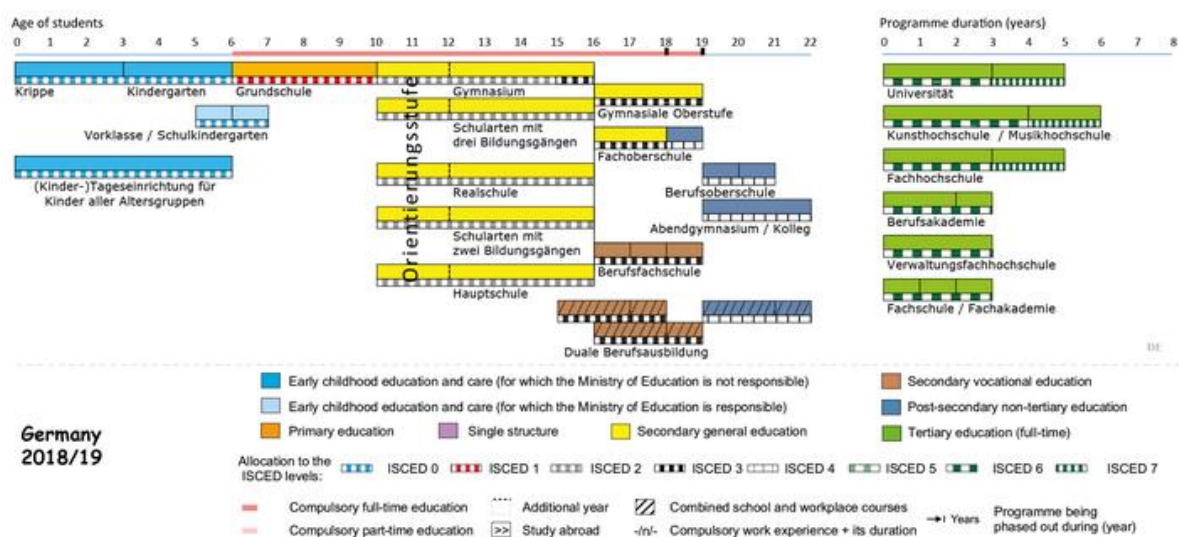 Age of students
Programme duration (years)
0 1 2 3 4 5 6 7 8 9 10 11 12 13 14 15 16 17 18 19 20 21 22
0 1 2 3 4 5 6 7 8
Krippe
Kindergarten
Grundschule
Gymnasium
Gymnasiale Oberstufe
Vorklasse / Schulkindergarten
Schularten mit
drei Bildungsgängen
Fachoberschule
(Kinder-)Tageseinrichtung für
Kinder aller Altersgruppen
Orientierungsstufe
Realschule
Berufsoberschule
Abendgymnasium / Kolleg
Schularten mit
zwei Bildungsgängen
Berufsfachschule
Hauptschule
Duale Berufsausbildung
Universität
Kunsthochschule / Musikhochschule
Fachhochschule
Berufsakademie
Verwaltungsfachhochschule
Fachschule / Fachakademie
DE
Early childhood education and care (for which the Ministry of Education is not responsible)
Secondary vocational education
Early childhood education and care (for which the Ministry of Education is responsible)
Post-secondary non-tertiary education
Primary education
Single structure
Secondary general education
Tertiary education (full-time)
Germany
2018/19
Allocation to the
ISCED levels:
ISCED 0
ISCED 1
ISCED 2
ISCED 3
ISCED 4
ISCED 5
ISCED 6
ISCED 7
Compulsory full-time education
Additional year
Combined school and workplace courses
Years
Programme being
phased out during (year)
Compulsory part-time education
>> Study abroad
-/n/- Compulsory work experience + its duration